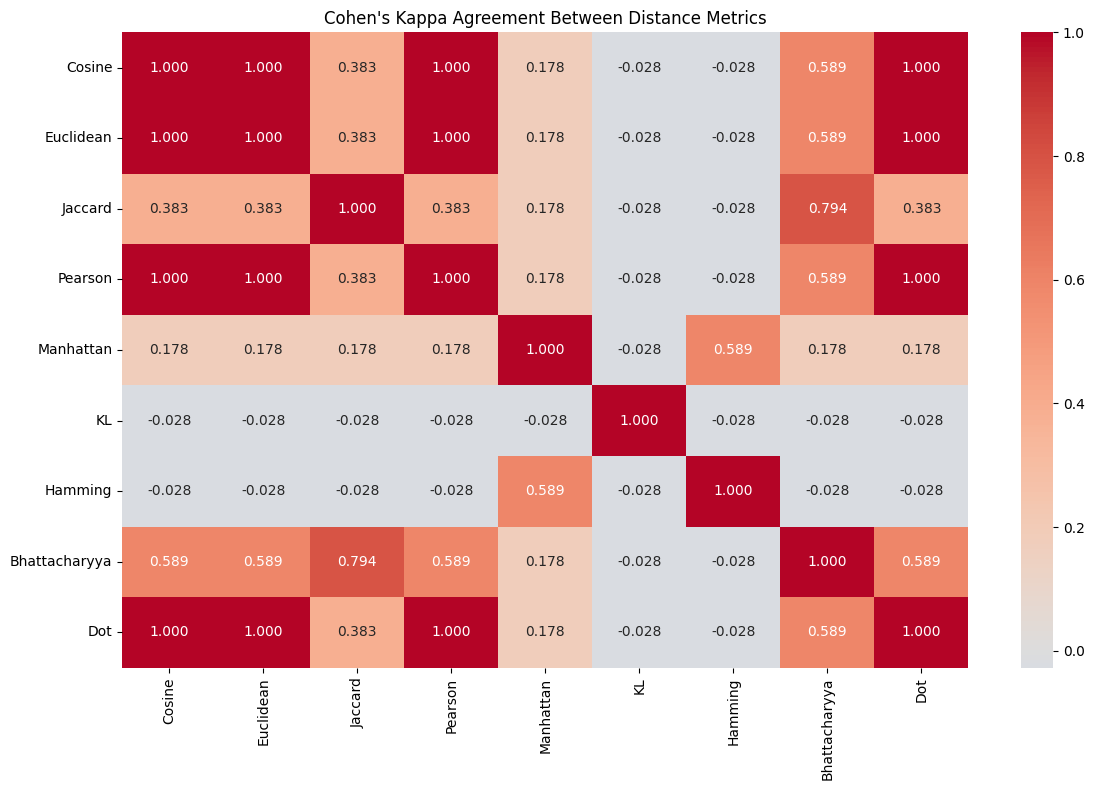 Cohen's Kappa Agreement Between Distance Metrics
Cosine 1.000 1.000 0.383 1.000 0.178 -0.028 -0.028 0.589 1.000
Euclidean 1.000 1.000 0.383 1.000 0.178 -0.028 -0.028 0.589 1.000
Jaccard 0.383 0.383 1.000 0.383 0.178 -0.028 -0.028 0.794 0.383
Pearson 1.000 1.000 0.383 1.000 0.178 -0.028 -0.028 0.589 1.000
Manhattan 0.178 0.178 0.178 0.178 1.000 -0.028 0.589 0.178 0.178
KL -0.028 -0.028 -0.028 -0.028 -0.028 1.000 -0.028 -0.028 -0.028
Hamming -0.028 -0.028 -0.028 -0.028 0.589 -0.028 1.000 -0.028 -0.028
Bhattacharyya 0.589 0.589 0.794 0.589 0.178 -0.028 -0.028 1.000 0.589
Dot 1.000 1.000 0.383 1.000 0.178 -0.028 -0.028 0.589 1.000
Cosine Euclidean Jaccard Pearson Manhattan KL Hamming Bhattacharyya Dot
1.0
0.8
0.6
0.4
0.2
0.0